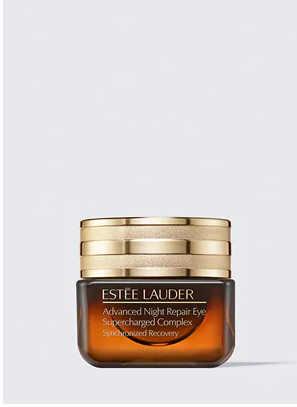 ESTĒE LAUDER
Advanced Night Repair Eye
Supercharged Complex
Synchronized Recovery